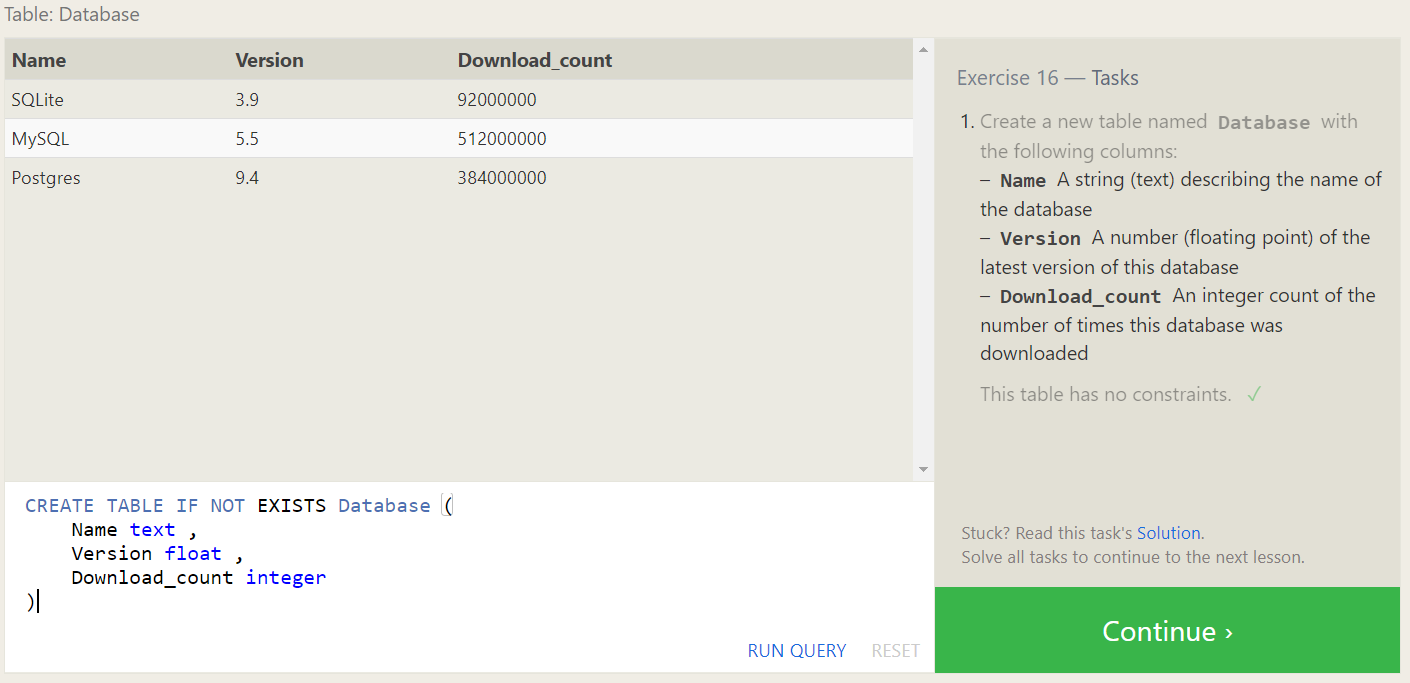 Table: Database
Name Version Download_count
SQLite 3.9 92000000
MySQL 5.5 512000000
Postgres 9.4 384000000
CREATE TABLE IF NOT EXISTS Database (
    Name text ,
    Version float ,
    Download_count integer
)
RUN QUERY RESET
Exercise 16 — Tasks
1. Create a new table named Database with
the following columns:
– Name A string (text) describing the name of
the database
– Version A number (floating point) of the
latest version of this database
– Download_count An integer count of the
number of times this database was
downloaded
This table has no constraints. ✓
Stuck? Read this task's Solution.
Solve all tasks to continue to the next lesson.
Continue ›